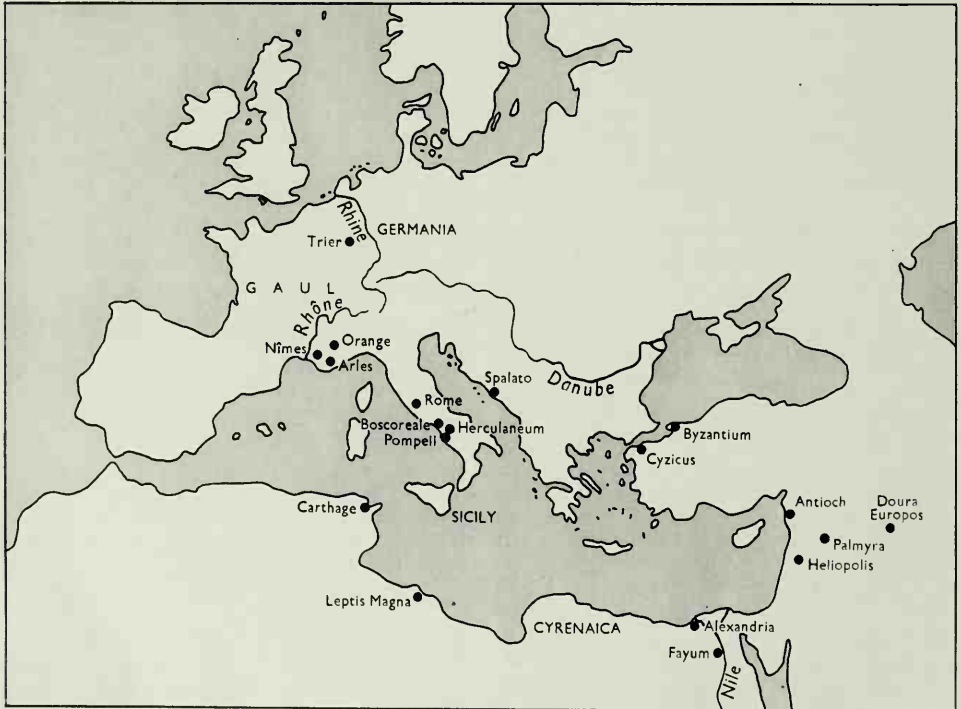 Rhine
GERMANIA
Trier
GAUL
Rhône
Orange
Nîmes
Arles
Spalato
Danube
Rome
Boscoreale
Herculaneum
Pompeii
Byzantium
Cyzicus
Carthage
SICILY
Antioch
Doura
Europos
Palmyra
Heliopolis
Leptis Magna
CYRENAICA
Alexandria
Fayum
Nile